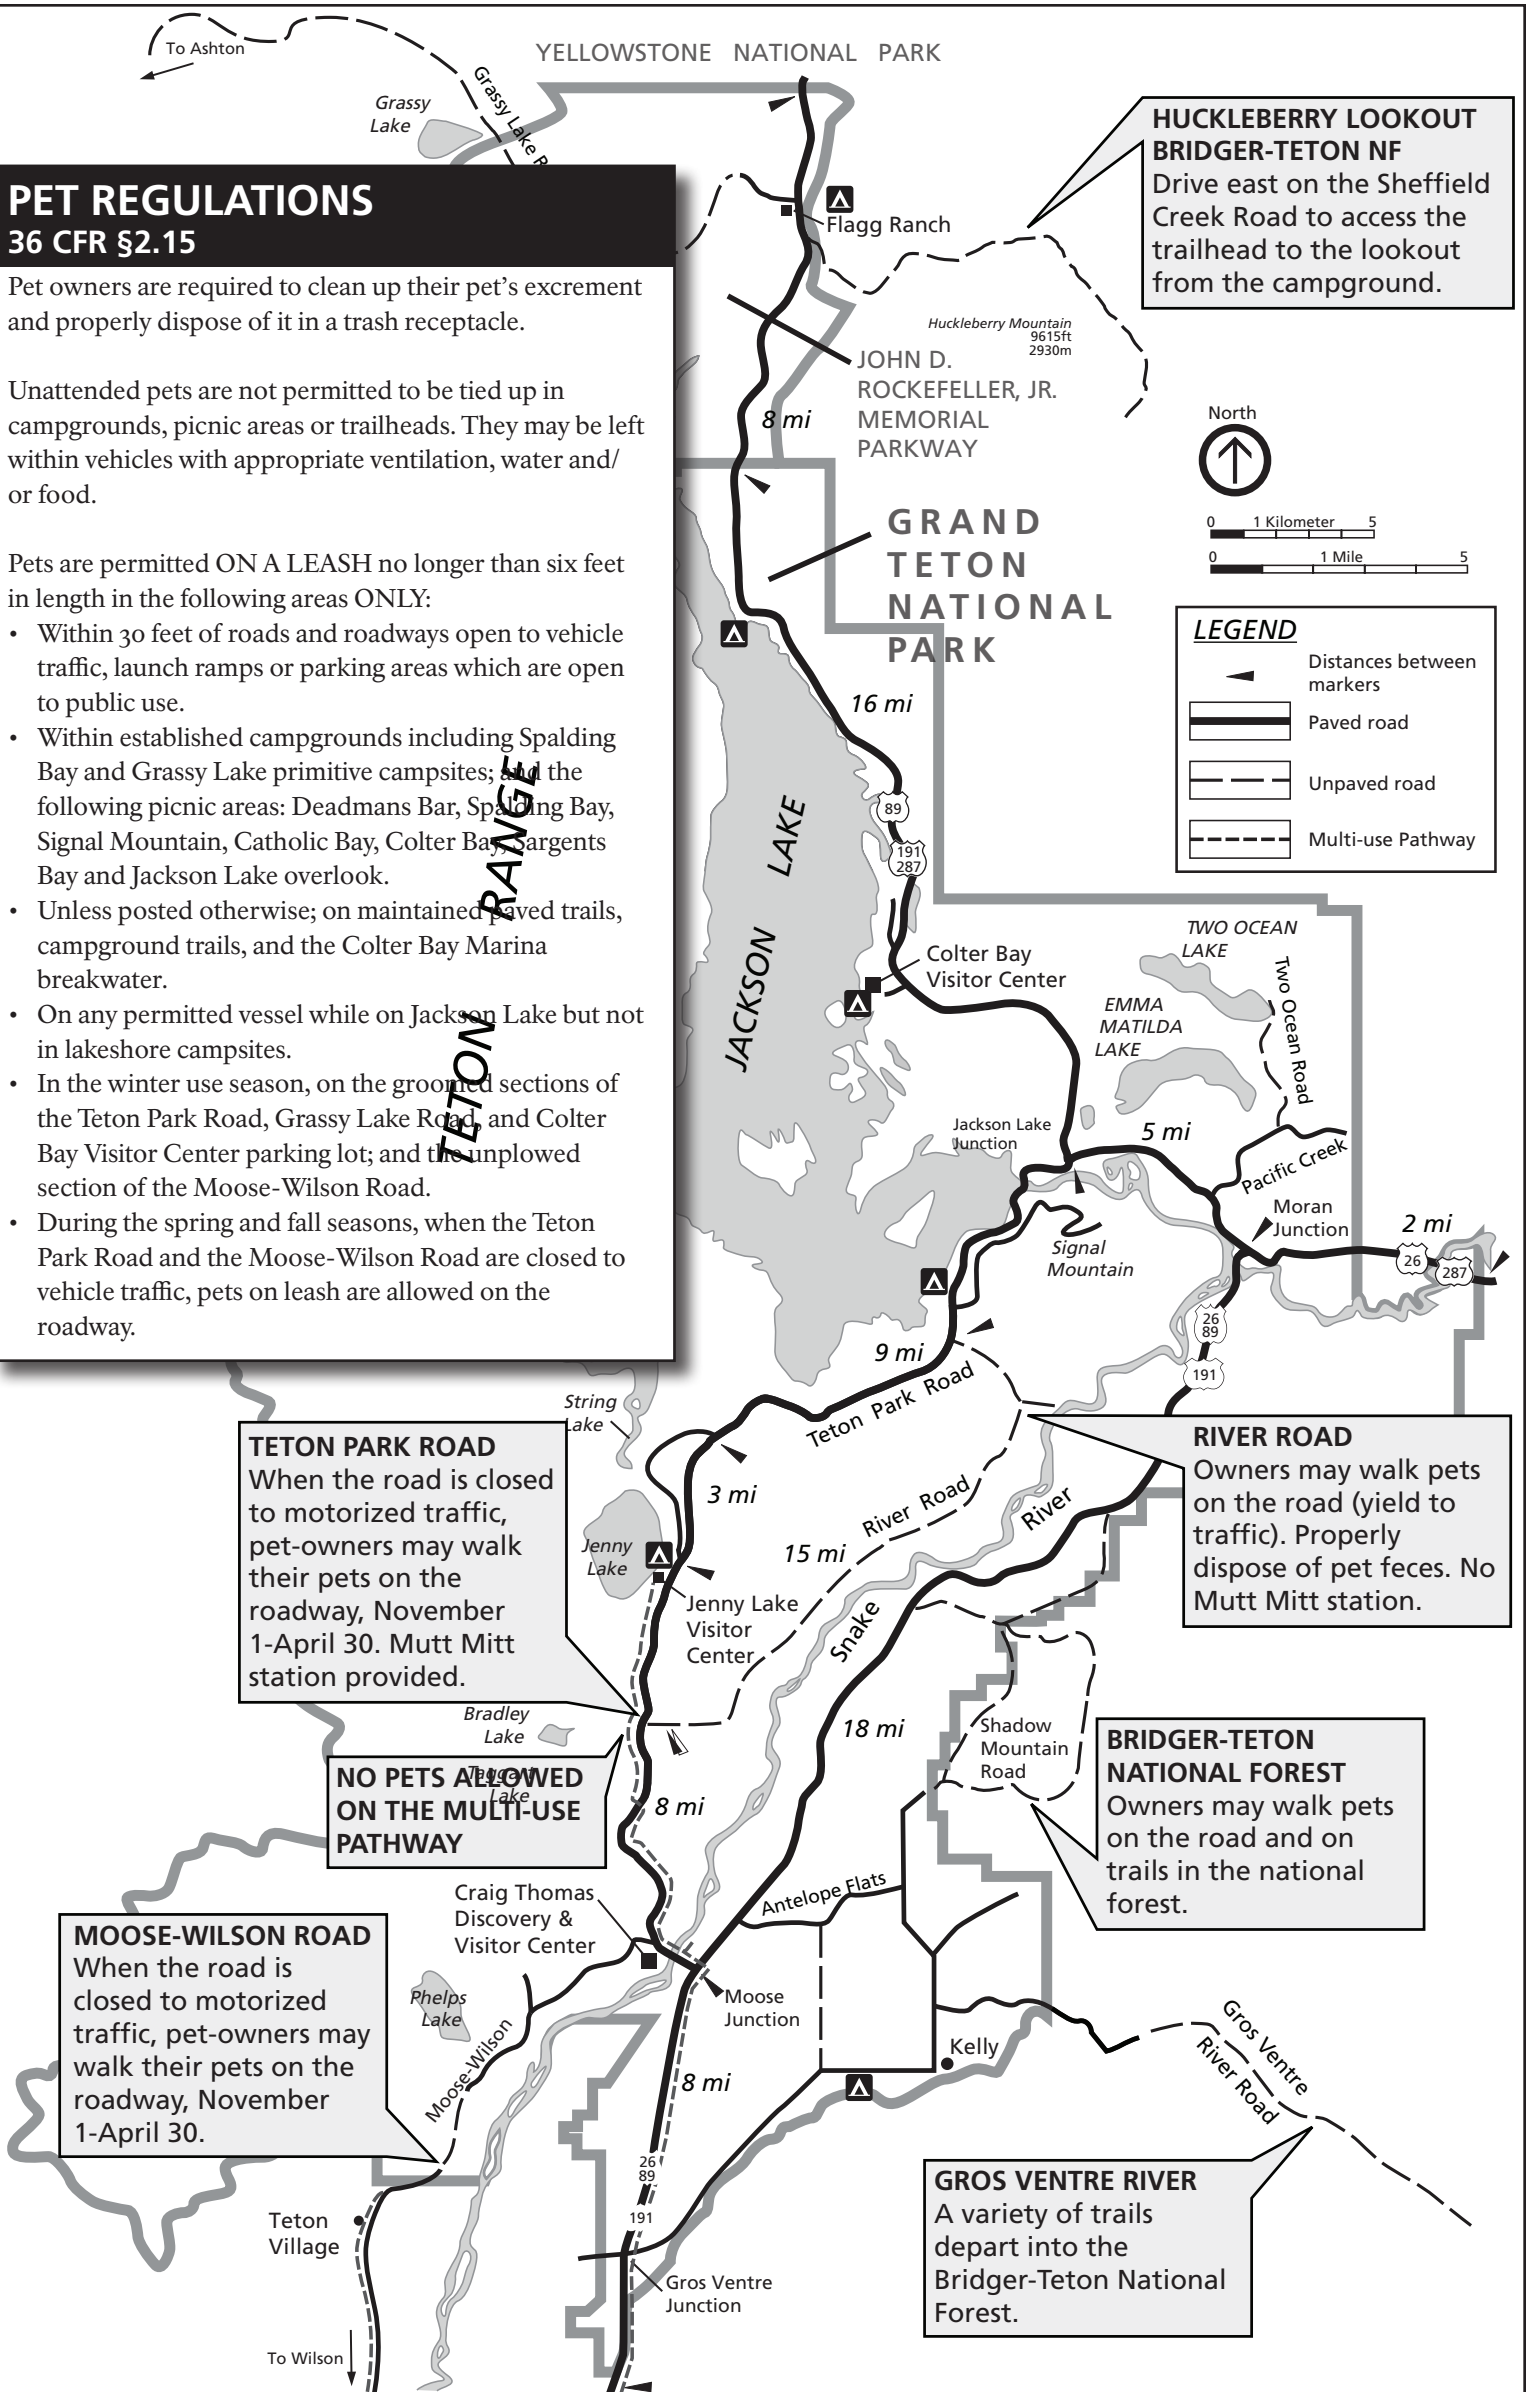 To Ashton
YELLOWSTONE NATIONAL PARK
Grassy
Lake
Grassy Lake R
HUCKLEBERRY LOOKOUT
BRIDGER-TETON NF
Drive east on the Sheffield
Creek Road to access the
trailhead to the lookout
from the campground.
PET REGULATIONS
36 CFR §2.15
Pet owners are required to clean up their pet’s excrement
and properly dispose of it in a trash receptacle.
Unattended pets are not permitted to be tied up in
campgrounds, picnic areas or trailheads. They may be left
within vehicles with appropriate ventilation, water and/
or food.
Pets are permitted ON A LEASH no longer than six feet
in length in the following areas ONLY:
• Within 30 feet of roads and roadways open to vehicle
traffic, launch ramps or parking areas which are open
to public use.
• Within established campgrounds including Spalding
Bay and Grassy Lake primitive campsites; and the
following picnic areas: Deadmans Bar, Spalding Bay,
Signal Mountain, Catholic Bay, Colter Bay, Sargents
Bay and Jackson Lake overlook.
• Unless posted otherwise; on maintained paved trails,
campground trails, and the Colter Bay Marina
breakwater.
• On any permitted vessel while on Jackson Lake but not
in lakeshore campsites.
• In the winter use season, on the groomed sections of
the Teton Park Road, Grassy Lake Road, and Colter
Bay Visitor Center parking lot; and the unplowed
section of the Moose-Wilson Road.
• During the spring and fall seasons, when the Teton
Park Road and the Moose-Wilson Road are closed to
vehicle traffic, pets on leash are allowed on the
roadway.
TETON RANGE
Flagg Ranch
Huckleberry Mountain
9615ft
2930m
JOHN D.
ROCKEFELLER, JR.
MEMORIAL
PARKWAY
8 mi
North
0 1 Kilometer 5
0 1 Mile 5
GRAND
TETON
NATIONAL
PARK
LEGEND
Distances between
markers
Paved road
Unpaved road
Multi-use Pathway
16 mi
89
191
287
JACKSON LAKE
Colter Bay
Visitor Center
TWO OCEAN
LAKE
Two Ocean Road
EMMA
MATILDA
LAKE
Jackson Lake
Junction
5 mi
Pacific Creek
Moran
Junction
2 mi
26
287
Signal
Mountain
26
89
191
9 mi
Teton Park Road
String
Lake
TETON PARK ROAD
When the road is closed
to motorized traffic,
pet-owners may walk
their pets on the
roadway, November
1-April 30. Mutt Mitt
station provided.
RIVER ROAD
Owners may walk pets
on the road (yield to
traffic). Properly
dispose of pet feces. No
Mutt Mitt station.
3 mi
River Road
15 mi
Snake River
Jenny
Lake
Jenny Lake
Visitor
Center
Bradley
Lake
Taggart
Lake
NO PETS ALLOWED
ON THE MULTI-USE
PATHWAY
8 mi
18 mi
Shadow
Mountain
Road
BRIDGER-TETON
NATIONAL FOREST
Owners may walk pets
on the road and on
trails in the national
forest.
Antelope Flats
Craig Thomas
Discovery &
Visitor Center
MOOSE-WILSON ROAD
When the road is
closed to motorized
traffic, pet-owners may
walk their pets on the
roadway, November
1-April 30.
Phelps
Lake
Moose-Wilson
Moose
Junction
Kelly
Gros Ventre
River Road
8 mi
26
89
191
GROS VENTRE RIVER
A variety of trails
depart into the
Bridger-Teton National
Forest.
Teton
Village
Gros Ventre
Junction
To Wilson